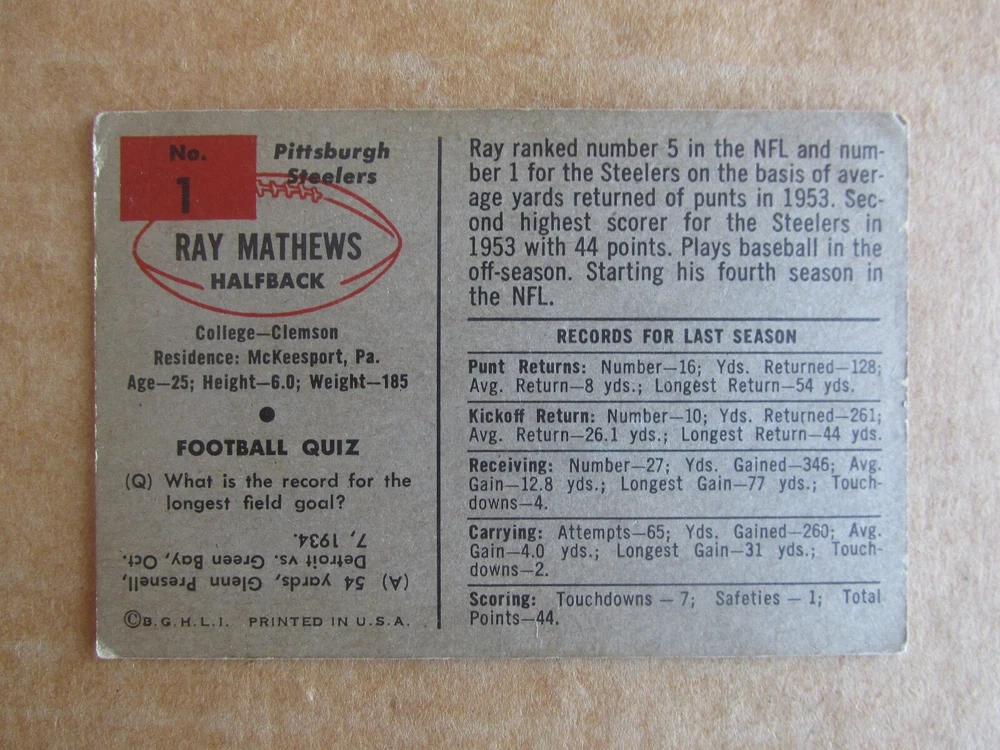 No.
1
Pittsburgh
Steelers
RAY MATHEWS
HALFBACK
College—Clemson
Residence: McKeesport, Pa.
Age—25; Height—6.0; Weight—185
FOOTBALL QUIZ
(Q) What is the record for the
longest field goal?
(A) 54 yards, Glenn Presnell,
Detroit vs. Green Bay, Oct.
7, 1934.
©B.G.H.L.I. PRINTED IN U.S.A.
Ray ranked number 5 in the NFL and num-
ber 1 for the Steelers on the basis of aver-
age yards returned of punts in 1953. Sec-
ond highest scorer for the Steelers in
1953 with 44 points. Plays baseball in the
off-season. Starting his fourth season in
the NFL.
RECORDS FOR LAST SEASON
Punt Returns: Number—16; Yds. Returned—128;
Avg. Return—8 yds.; Longest Return—54 yds.
Kickoff Return: Number—10; Yds. Returned—261;
Avg. Return—26.1 yds.; Longest Return—44 yds.
Receiving: Number—27; Yds. Gained—346; Avg.
Gain—12.8 yds.; Longest Gain—77 yds.; Touch-
downs—4.
Carrying: Attempts—65; Yds. Gained—260; Avg.
Gain—4.0 yds.; Longest Gain—31 yds.; Touch-
downs—2.
Scoring: Touchdowns — 7; Safeties — 1; Total
Points—44.